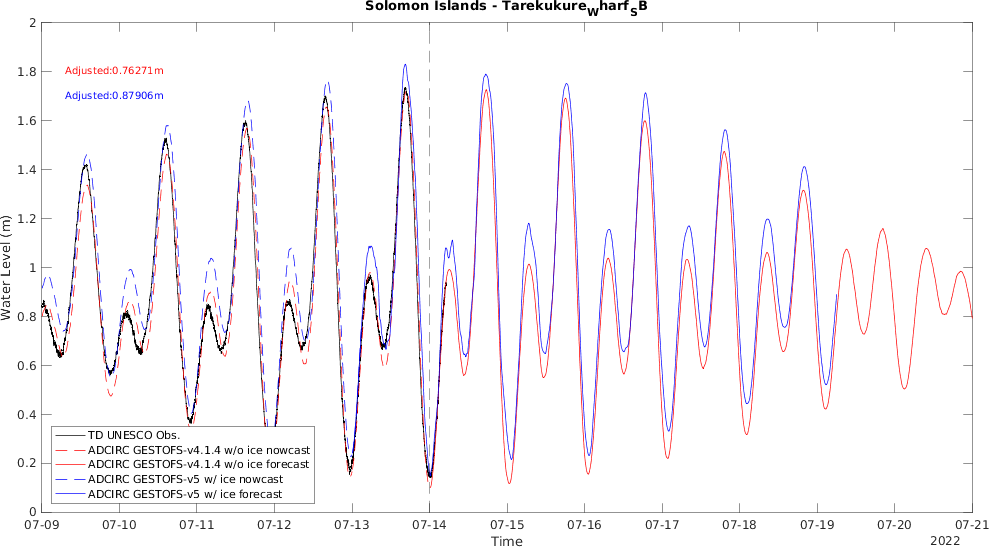 Solomon Islands - TarekukureWharfSB
Adjusted:0.76271m
Adjusted:0.87906m
Water Level (m)
2
1.8
1.6
1.4
1.2
1
0.8
0.6
0.4
0.2
0
TD UNESCO Obs.
ADCIRC GESTOFS-v4.1.4 w/o ice nowcast
ADCIRC GESTOFS-v4.1.4 w/o ice forecast
ADCIRC GESTOFS-v5 w/ ice nowcast
ADCIRC GESTOFS-v5 w/ ice forecast
07-09 07-10 07-11 07-12 07-13 07-14 07-15 07-16 07-17 07-18 07-19 07-20 07-21
Time
2022